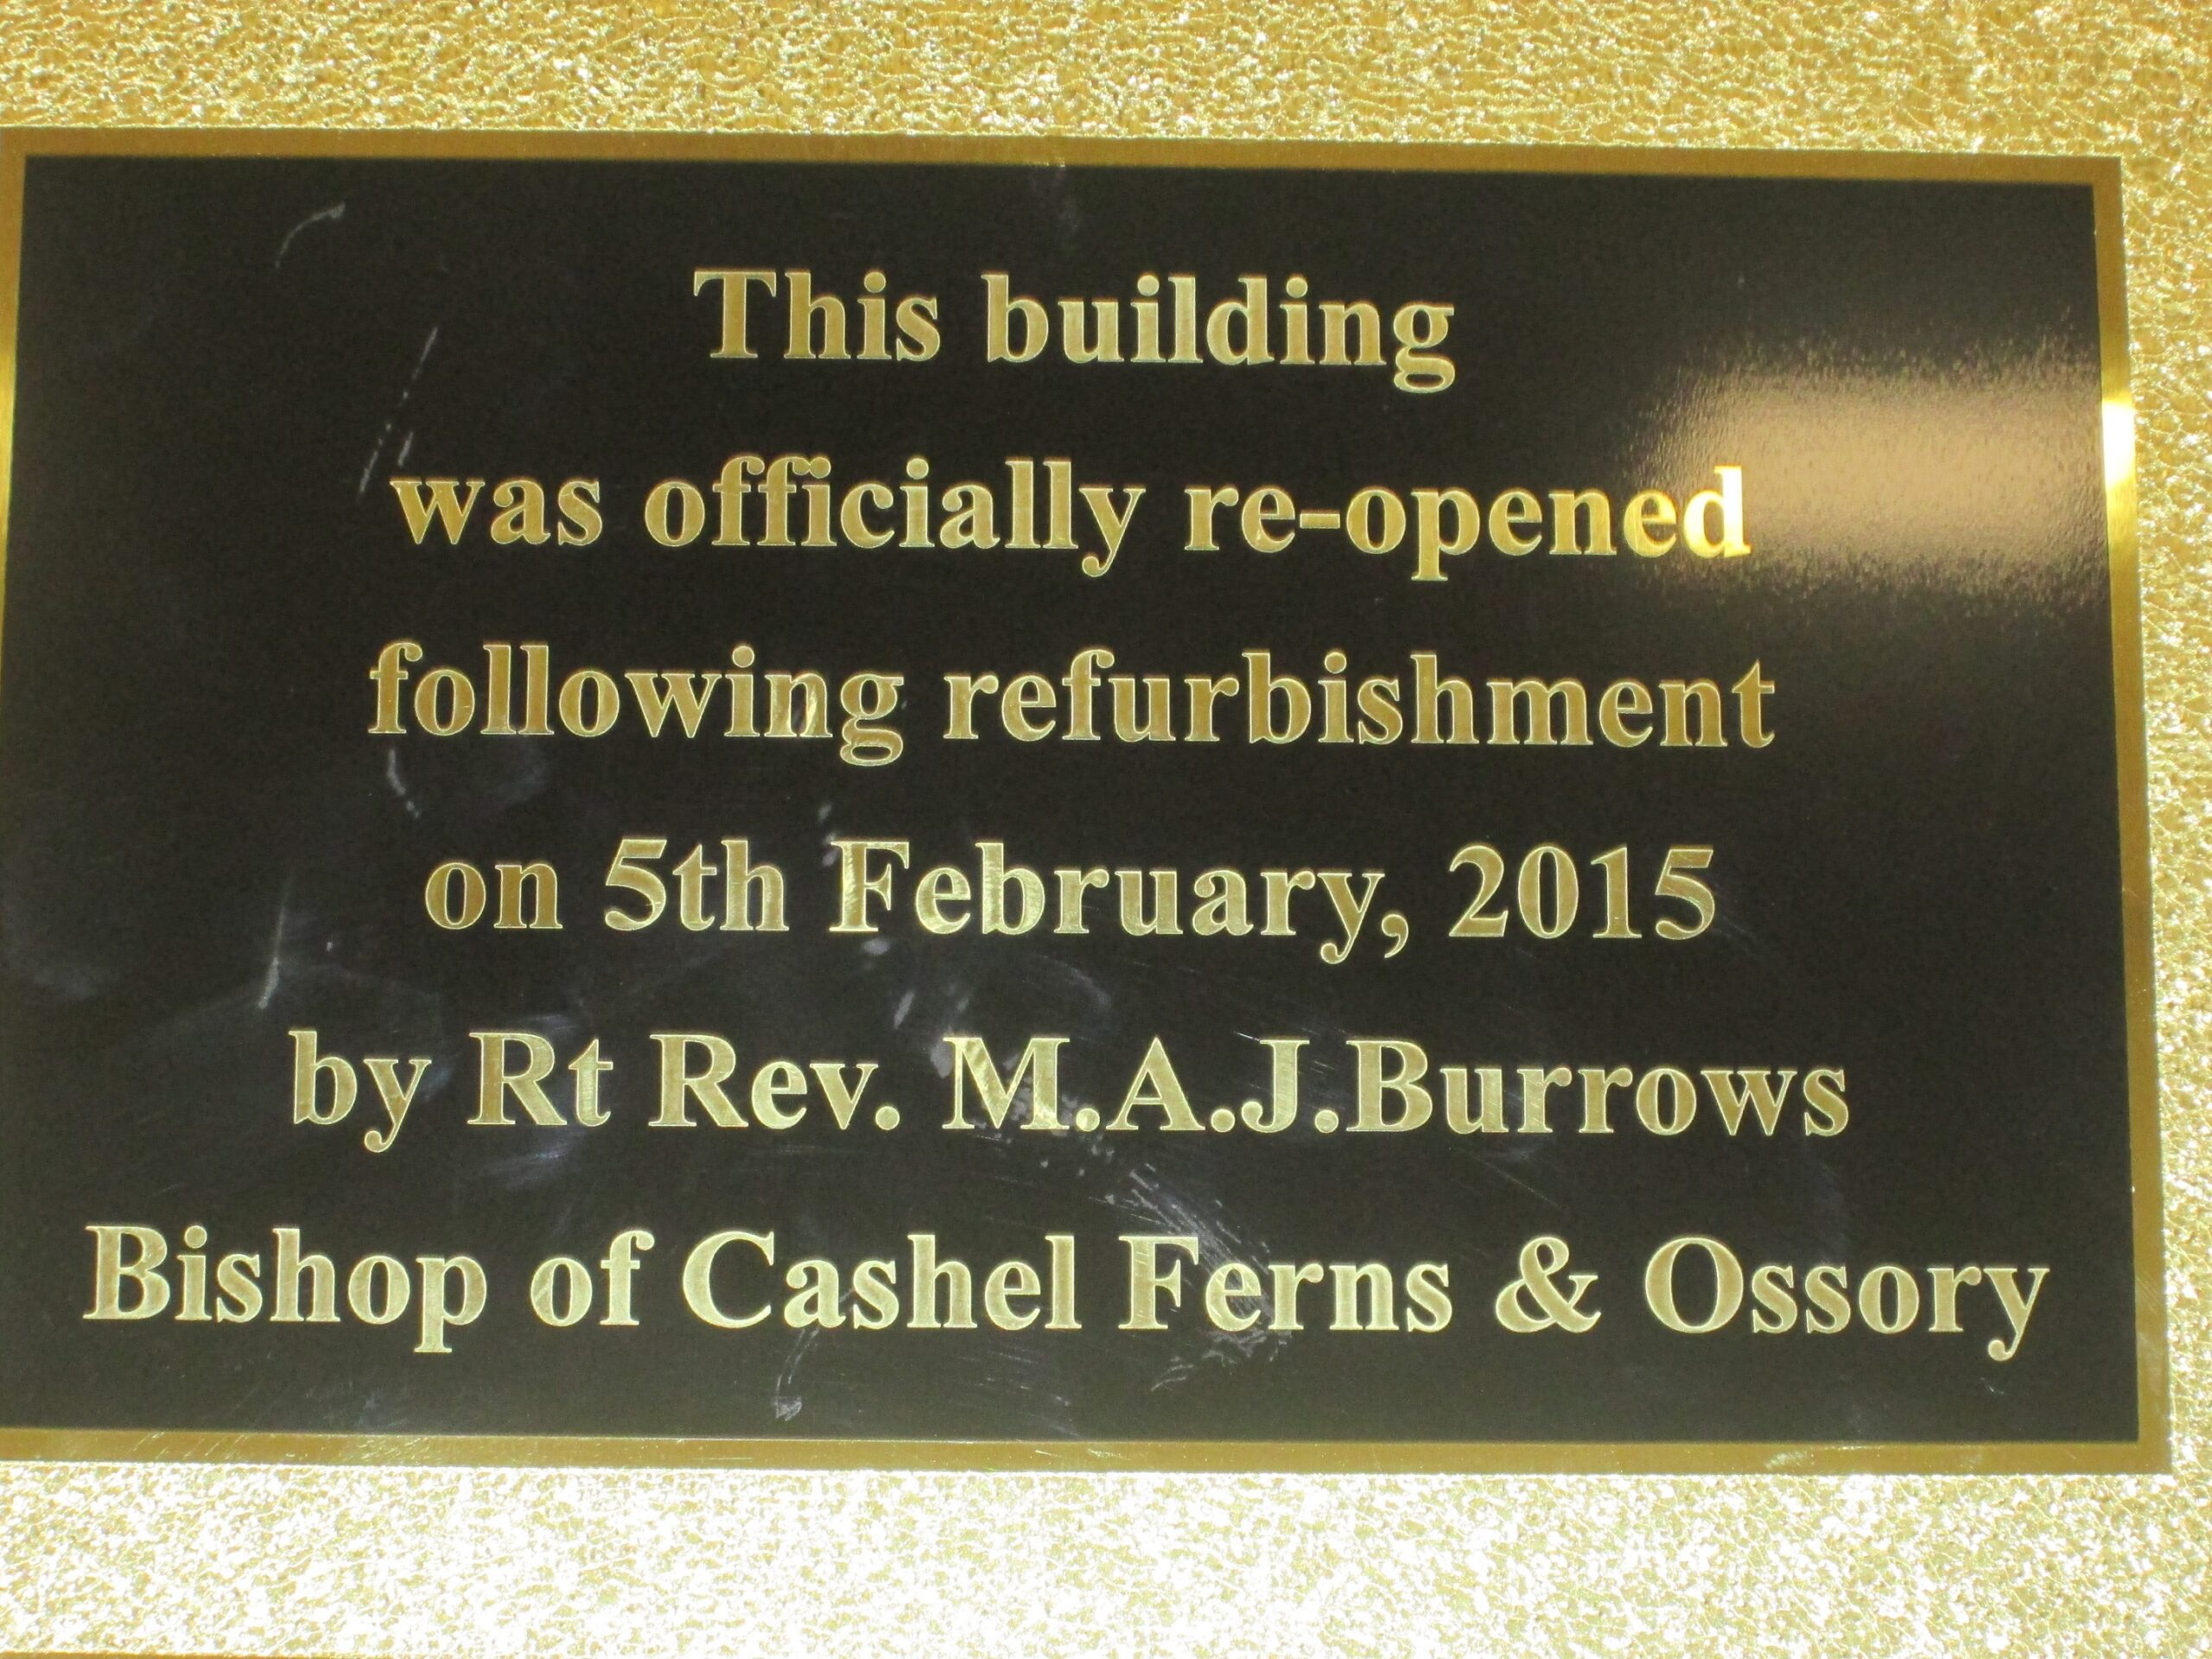 This building
was officially re-opened
following refurbishment
on 5th February, 2015
by Rt Rev. M.A.J.Burrows
Bishop of Cashel Ferns & Ossory